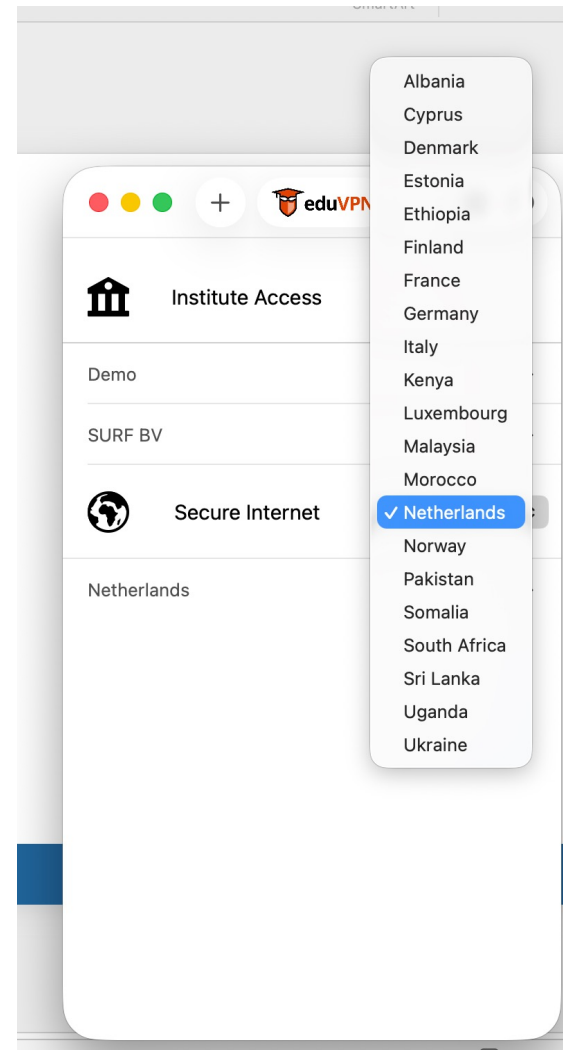 eduVPN
Institute Access
Demo
SURF BV
Secure Internet
Netherlands
Albania
Cyprus
Denmark
Estonia
Ethiopia
Finland
France
Germany
Italy
Kenya
Luxembourg
Malaysia
Morocco
✓ Netherlands
Norway
Pakistan
Somalia
South Africa
Sri Lanka
Uganda
Ukraine